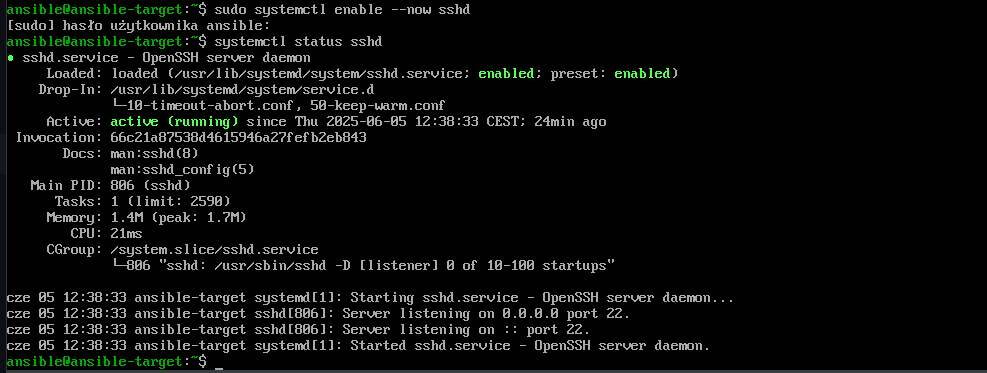 ansible@ansible-target:~$ sudo systemctl enable --now sshd
[sudo] hasło użytkownika ansible:
ansible@ansible-target:~$ systemctl status sshd
● sshd.service - OpenSSH server daemon
     Loaded: loaded (/usr/lib/systemd/system/sshd.service; enabled; preset: enabled)
    Drop-In: /usr/lib/systemd/system/service.d
             └─10-timeout-abort.conf, 50-keep-warm.conf
     Active: active (running) since Thu 2025-06-05 12:38:33 CEST; 24min ago
 Invocation: 66c21a87538d4615946a27fefb2eb843
       Docs: man:sshd(8)
             man:sshd_config(5)
   Main PID: 806 (sshd)
      Tasks: 1 (limit: 2590)
     Memory: 1.4M (peak: 1.7M)
        CPU: 21ms
     CGroup: /system.slice/sshd.service
             └─806 "sshd: /usr/sbin/sshd -D [listener] 0 of 10-100 startups"

cze 05 12:38:33 ansible-target systemd[1]: Starting sshd.service - OpenSSH server daemon...
cze 05 12:38:33 ansible-target sshd[806]: Server listening on 0.0.0.0 port 22.
cze 05 12:38:33 ansible-target sshd[806]: Server listening on :: port 22.
cze 05 12:38:33 ansible-target systemd[1]: Started sshd.service - OpenSSH server daemon.
ansible@ansible-target:~$ _